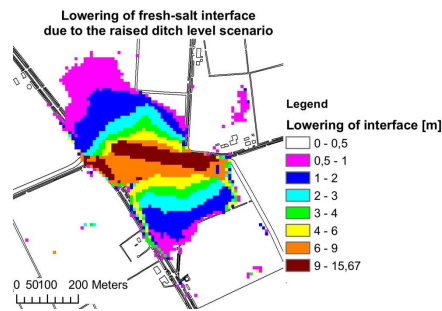 Lowering of fresh-salt interface
due to the raised ditch level scenario
Legend
Lowering of interface [m]
0 - 0,5
0,5 - 1
1 - 2
2 - 3
3 - 4
4 - 6
6 - 9
9 - 15,67
0 50100 200 Meters